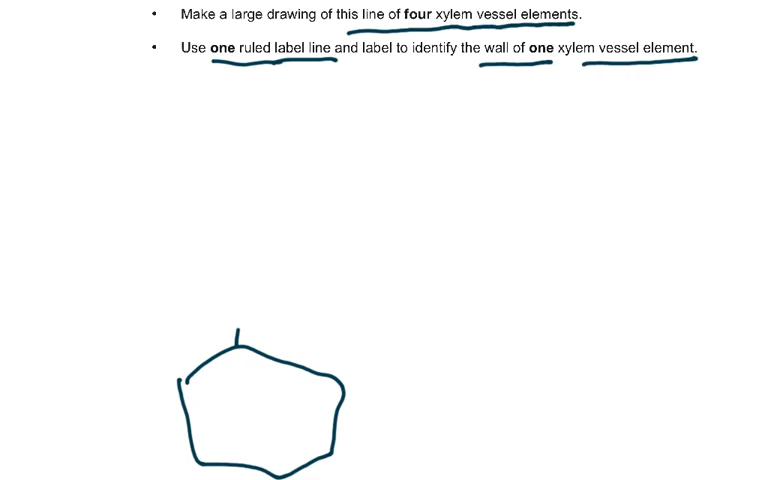 • Make a large drawing of this line of four xylem vessel elements.
• Use one ruled label line and label to identify the wall of one xylem vessel element.